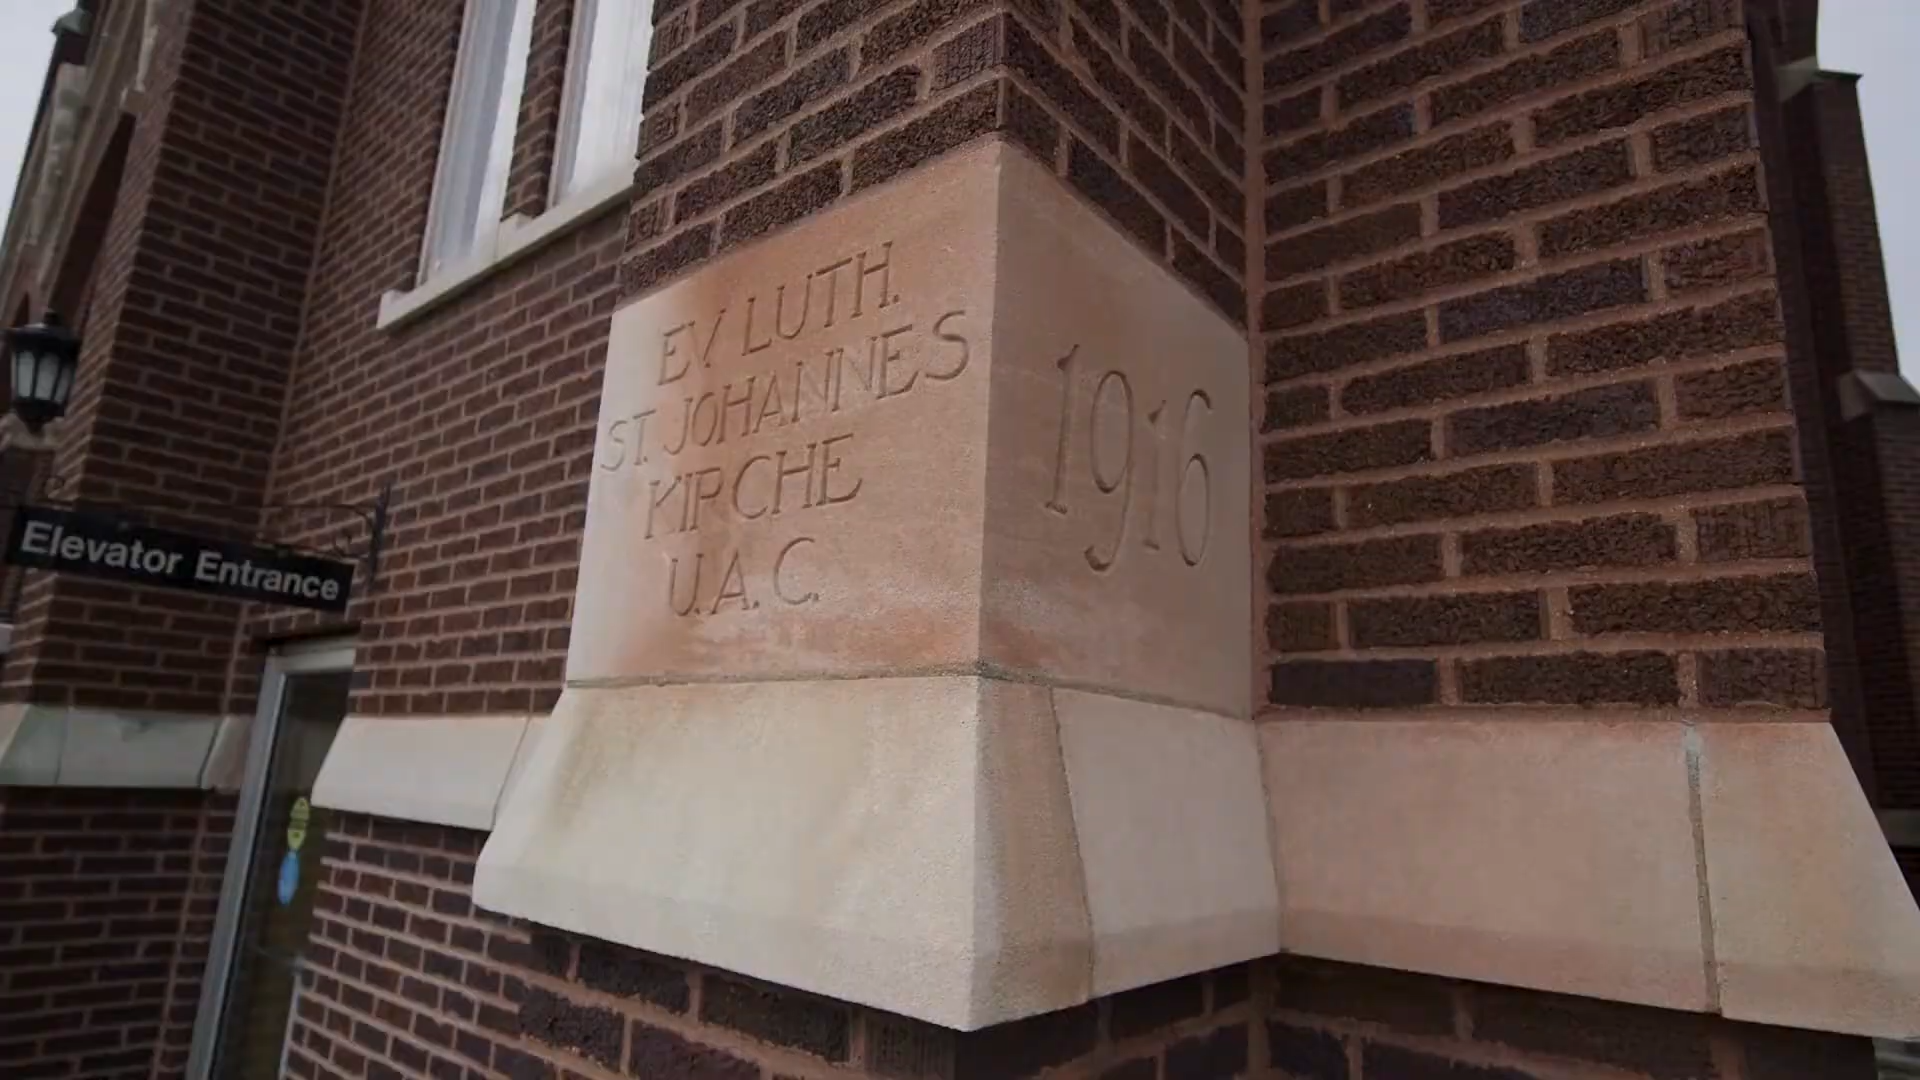 EV. LUTH.
ST. JOHANNES
KIRCHE
U.A.C.
1916
Elevator Entrance